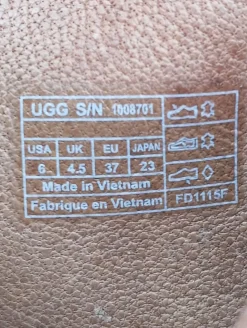 UGG S/N 1008701
USA UK EU JAPAN
6 4.5 37 23
Made in Vietnam
Fabrique en Vietnam
FD1115F